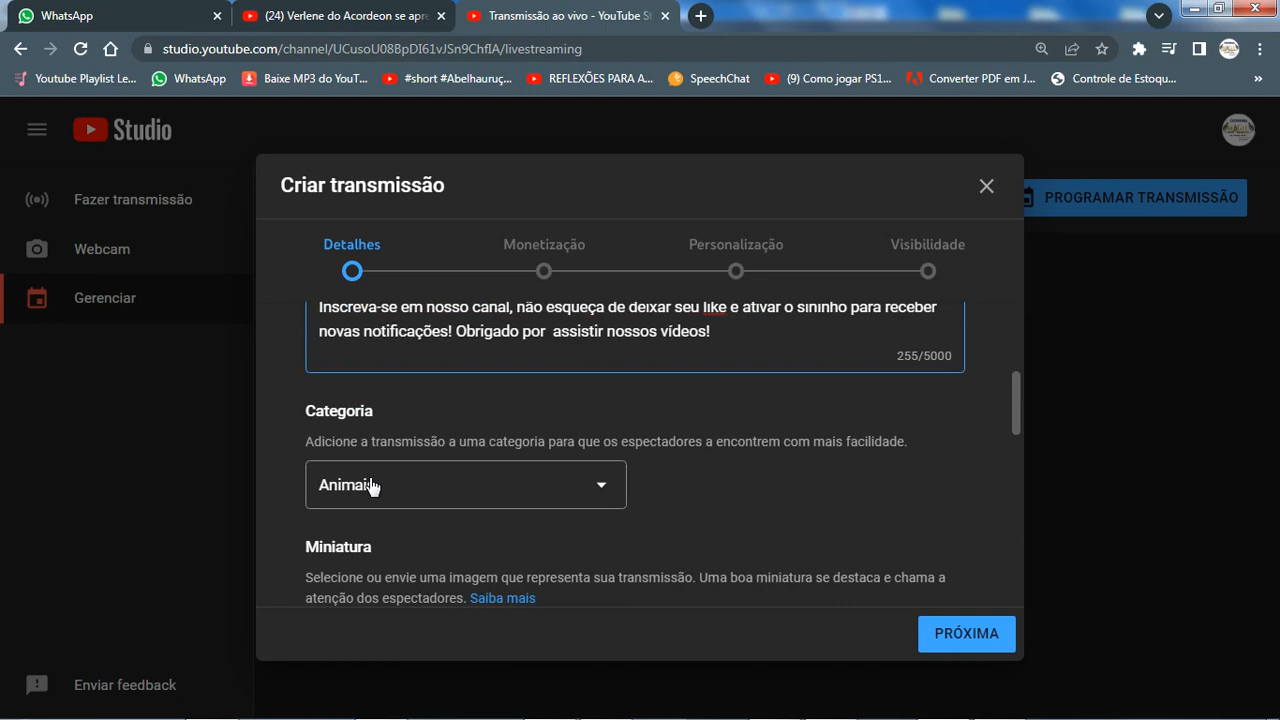 WhatsApp
(24) Verlene do Acordeon se apre
Transmissão ao vivo - YouTube S
studio.youtube.com/channel/UCusoU08BpDI61vJSn9ChflA/livestreaming
Youtube Playlist Le...
WhatsApp
Baixe MP3 do YouT...
#short #Abelhauruç...
REFLEXÕES PARA A...
SpeechChat
(9) Como jogar PS1...
Converter PDF em J...
Controle de Estoqu...
»
Studio
Fazer transmissão
Webcam
Gerenciar
Enviar feedback
PROGRAMAR TRANSMISSÃO
Criar transmissão
Detalhes
Monetização
Personalização
Visibilidade
Inscreva-se em nosso canal, não esqueça de deixar seu like e ativar o sininho para receber
novas notificações! Obrigado por  assistir nossos vídeos!
255/5000
Categoria
Adicione a transmissão a uma categoria para que os espectadores a encontrem com mais facilidade.
Animais
Miniatura
Selecione ou envie uma imagem que representa sua transmissão. Uma boa miniatura se destaca e chama a
atenção dos espectadores. Saiba mais
PRÓXIMA